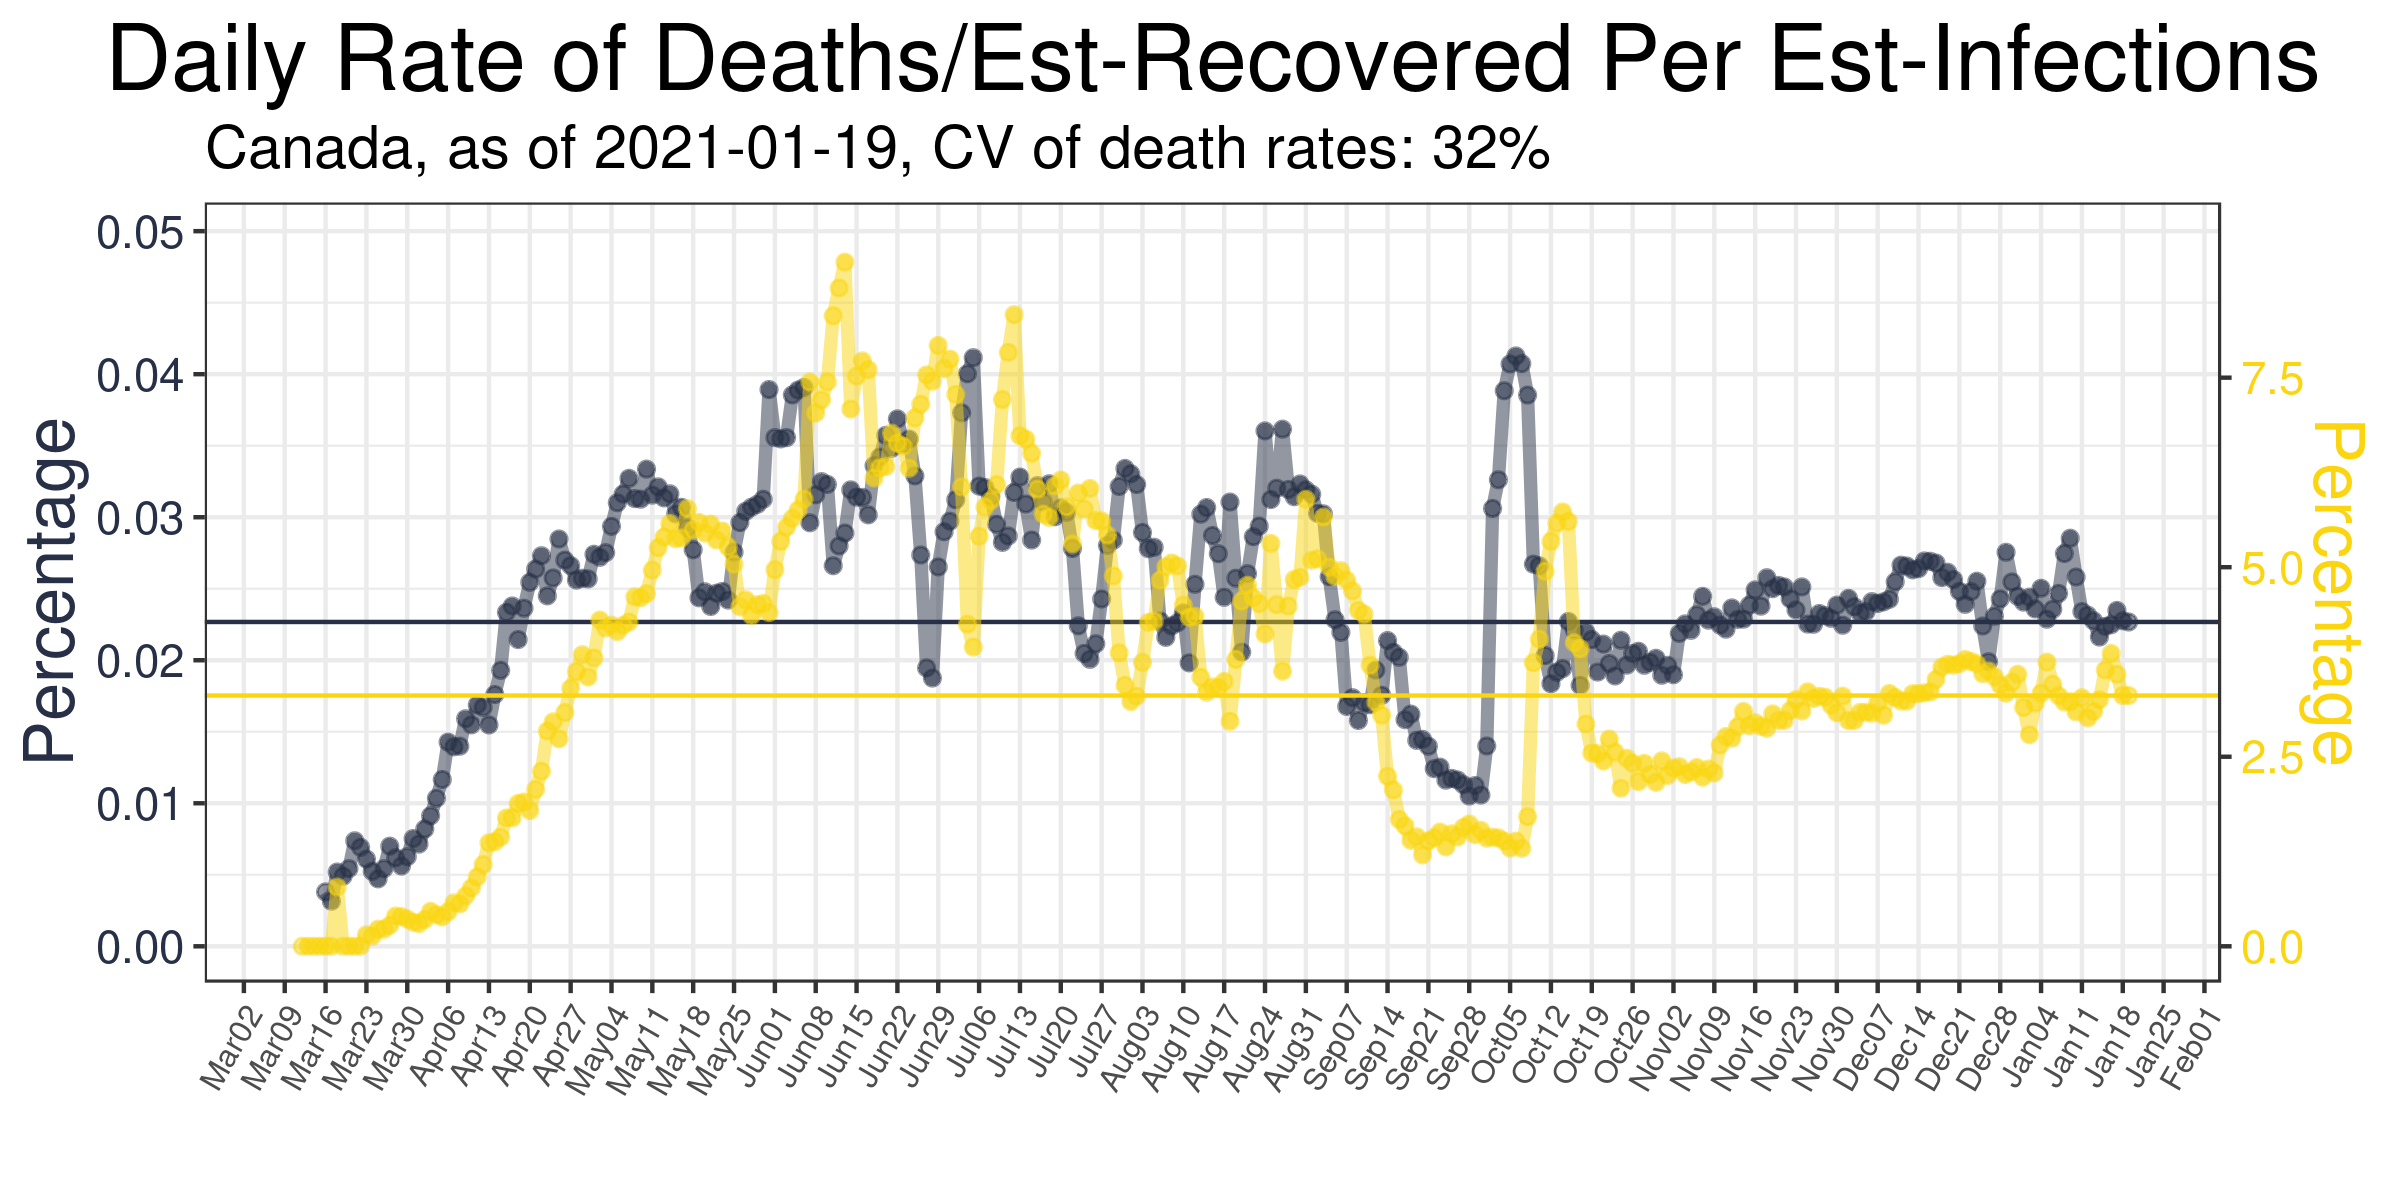 Daily Rate of Deaths/Est-Recovered Per Est-Infections
Canada, as of 2021-01-19, CV of death rates: 32%
Percentage
0.05
0.04
0.03
0.02
0.01
0.00
7.5
5.0
2.5
0.0
Percentage
Mar02
Mar09
Mar16
Mar23
Mar30
Apr06
Apr13
Apr20
Apr27
May04
May11
May18
May25
Jun01
Jun08
Jun15
Jun22
Jun29
Jul06
Jul13
Jul20
Jul27
Aug03
Aug10
Aug17
Aug24
Aug31
Sep07
Sep14
Sep21
Sep28
Oct05
Oct12
Oct19
Oct26
Nov02
Nov09
Nov16
Nov23
Nov30
Dec07
Dec14
Dec21
Dec28
Jan04
Jan11
Jan18
Jan25
Feb01